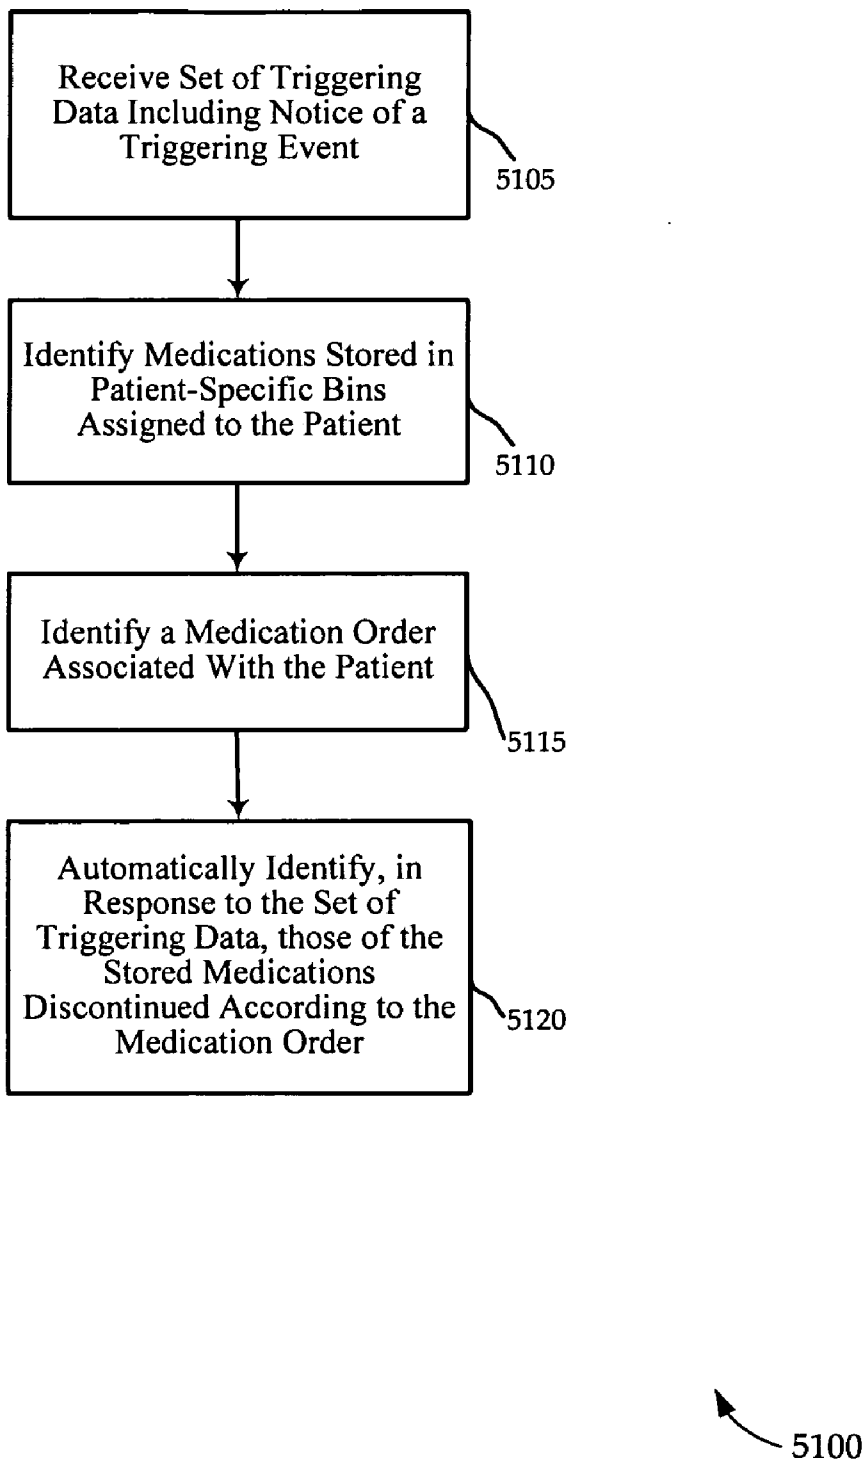 Receive Set of Triggering
Data Including Notice of a
Triggering Event
5105
Identify Medications Stored in
Patient-Specific Bins
Assigned to the Patient
5110
Identify a Medication Order
Associated With the Patient
5115
Automatically Identify, in
Response to the Set of
Triggering Data, those of the
Stored Medications
Discontinued According to the
Medication Order
5120
5100